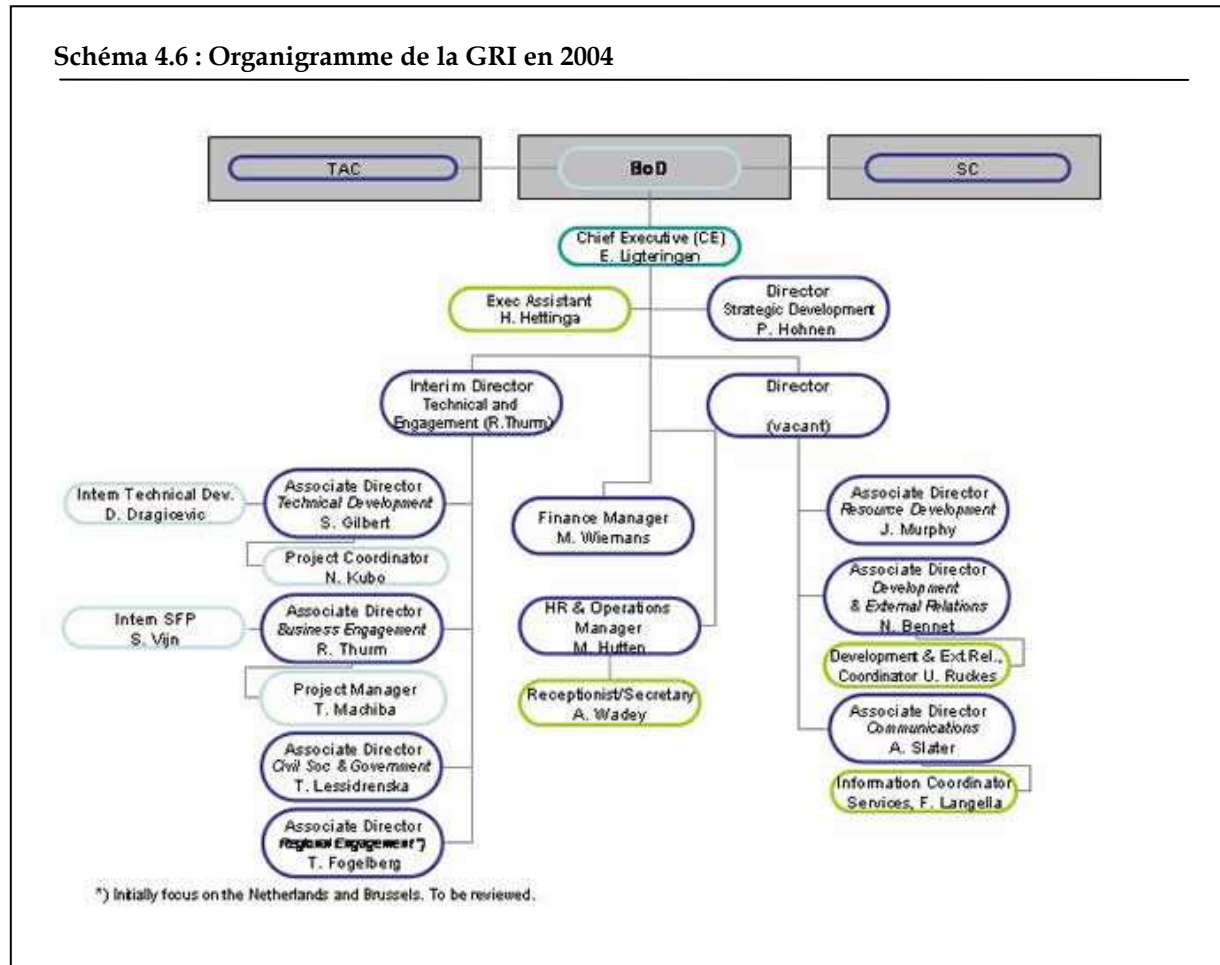 Schéma 4.6 : Organigramme de la GRI en 2004
TAC
BoD
SC
Chief Executive (CE)
E. Ligteringen
Exec Assistant
H. Hettinga
Director
Strategic Development
P. Hohnen
Interim Director
Technical and
Engagement (R.Thurm)
Director
(vacant)
Intern Technical Dev.
D. Dragicevic
Associate Director
Technical Development
S. Gilbert
Project Coordinator
N. Kubo
Intern SFP
S. Vijn
Associate Director
Business Engagement
R. Thurm
Project Manager
T. Machiba
Associate Director
Civil Soc & Government
T. Lessidrenska
Associate Director
Regional Engagement *)
T. Fogelberg
Finance Manager
M. Wiemans
HR & Operations
Manager
M. Hutten
Receptionist/Secretary
A. Wadey
Associate Director
Resource Development
J. Murphy
Associate Director
Development
& External Relations
N. Bennet
Development & Ext.Rel.,
Coordinator U. Ruckes
Associate Director
Communications
A. Slater
Information Coordinator
Services, F. Langella
*) Initially focus on the Netherlands and Brussels. To be reviewed.